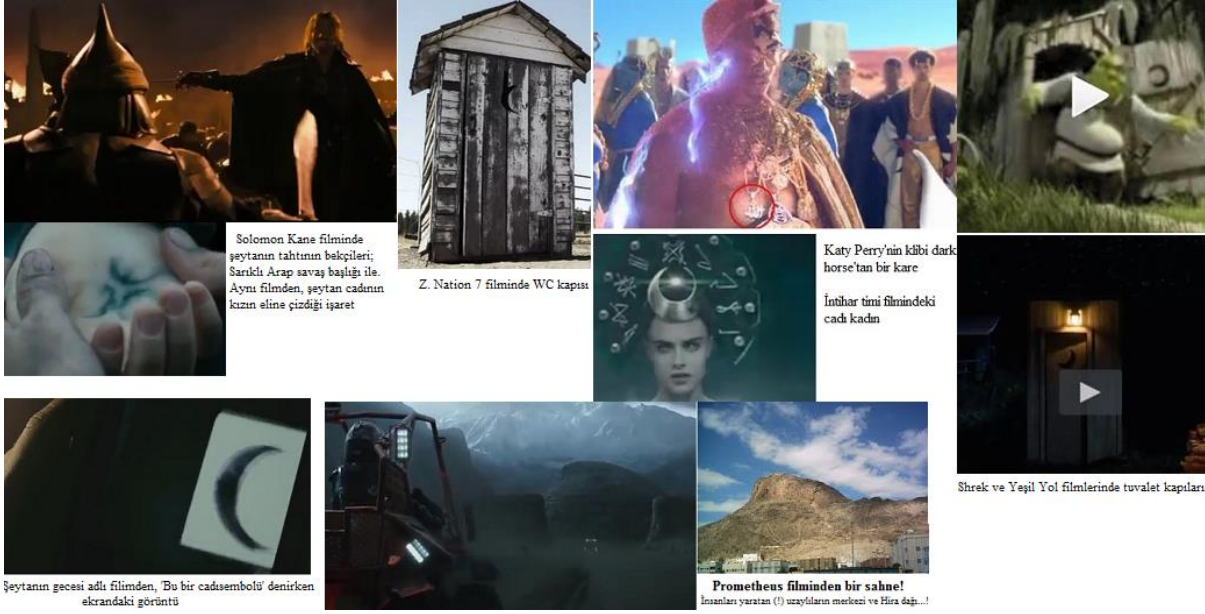 Solomon Kane filminde
şeytanın tahtının bekçileri;
Sarıklı Arap savaş başlığı ile.
Aynı filmden, şeytan cadının
kızın eline çizdiği işaret
Z. Nation 7 filminde WC kapısı
Katy Perry'nin klibi dark
horse'tan bir kare
İntihar timi filmindeki
cadı kadın
Shrek ve Yeşil Yol filmlerinde tuvalet kapıları
Şeytanın gecesi adlı filimden, 'Bu bir cadısembolü' denirken
ekrandaki görüntü
Prometheus filminden bir sahne!
İnsanları yaratan (!) uzaylıların merkezi ve Hira dağı...!